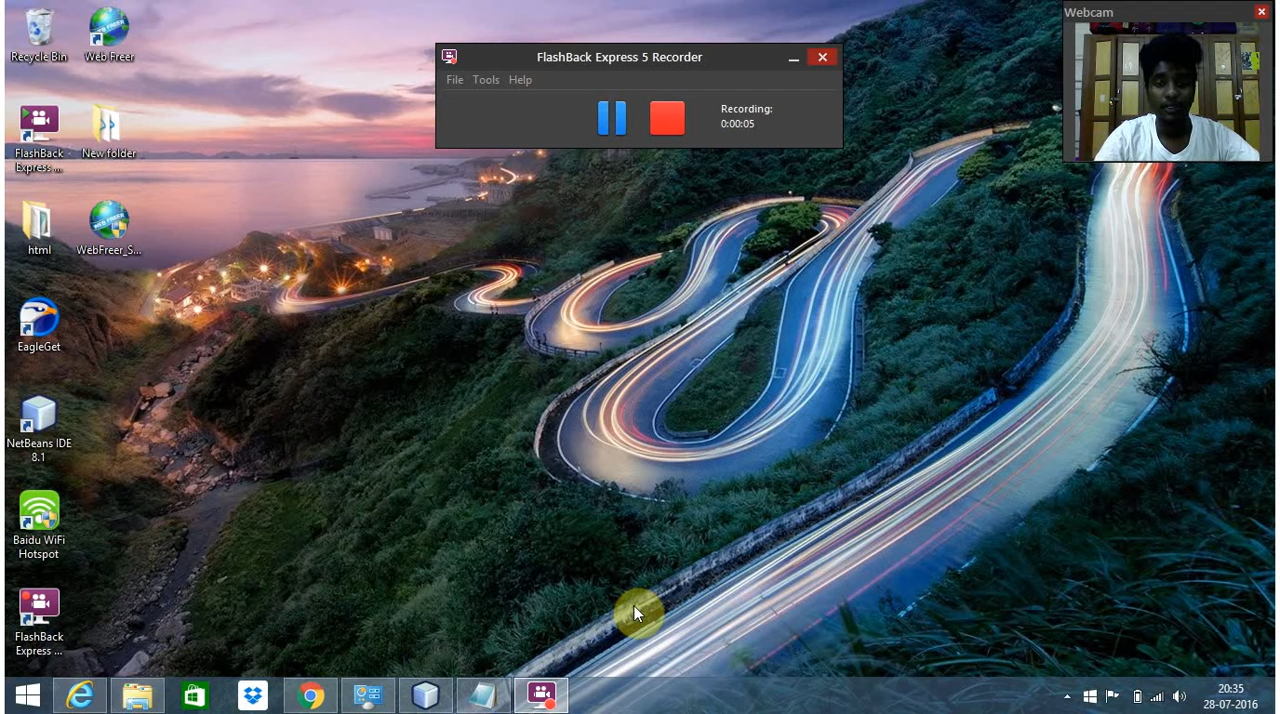 Recycle Bin
Web Freer
FlashBack
Express ...
New folder
html
WebFreer_S...
EagleGet
NetBeans IDE
8.1
Baidu WiFi
Hotspot
FlashBack
Express ...
FlashBack Express 5 Recorder
File Tools Help
Recording:
0:00:05
Webcam
20:35
28-07-2016